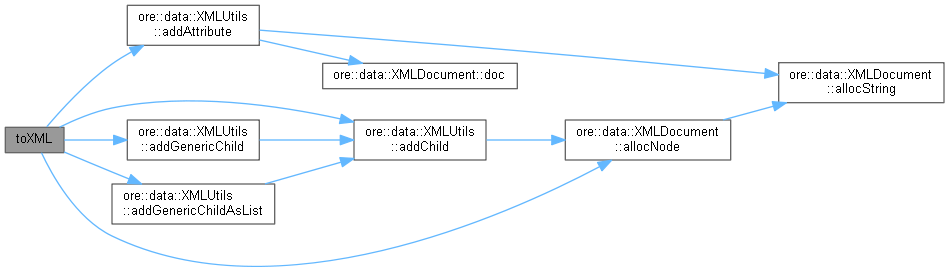 toXML
ore::data::XMLUtils
::addAttribute
ore::data::XMLDocument::doc
ore::data::XMLDocument
::allocString
ore::data::XMLUtils
::addGenericChild
ore::data::XMLUtils
::addChild
ore::data::XMLDocument
::allocNode
ore::data::XMLUtils
::addGenericChildAsList